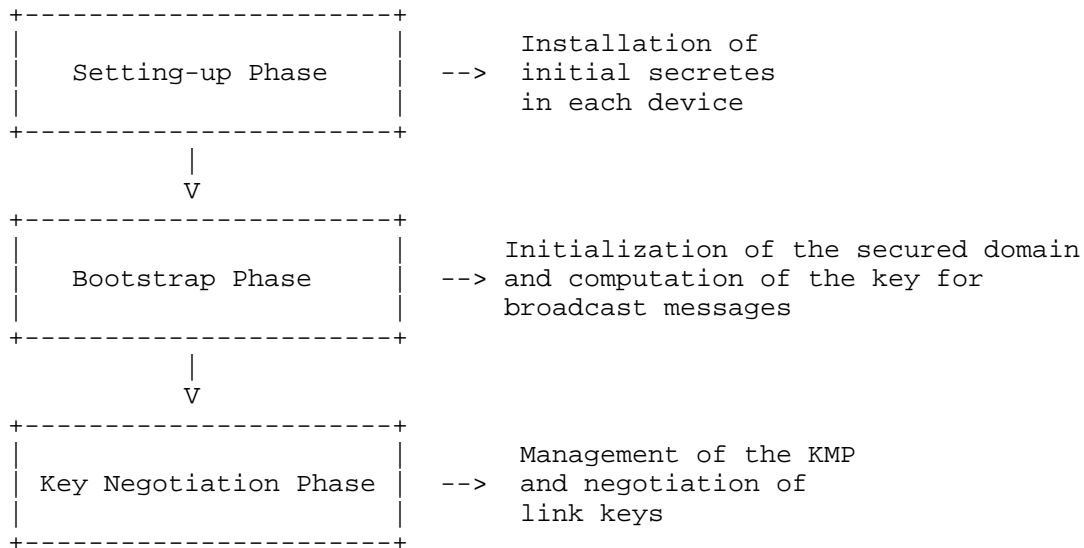 Installation of
Setting-up Phase --> initial secretes
in each device
V
Initialization of the secured domain
Bootstrap Phase --> and computation of the key for
broadcast messages
V
Management of the KMP
Key Negotiation Phase --> and negotiation of
link keys